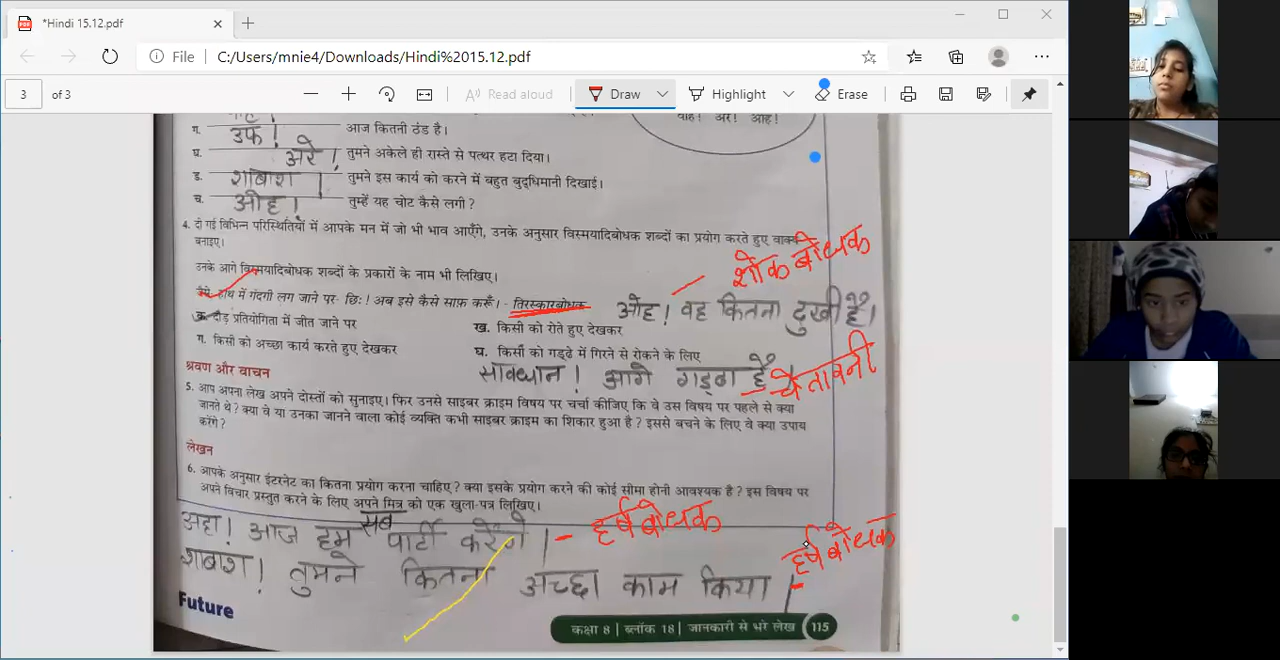 *Hindi 15.12.pdf
File C:/Users/mnie4/Downloads/Hindi%2015.12.pdf
3 of 3 Read aloud Draw Highlight Erase
वाह! अरे! आह!
ग. उफ! आज कितनी ठंड है।
घ. अरे! तुमने अकेले ही रास्ते से पत्थर हटा दिया।
ङ. शाबाश! तुमने इस कार्य को करने में बहुत बुद्धिमानी दिखाई।
च. ओह! तुम्हें यह चोट कैसे लगी?
4. दी गई विभिन्न परिस्थितियों में आपके मन में जो भी भाव आएँगे, उनके अनुसार विस्मयादिबोधक शब्दों का प्रयोग करते हुए वाक्य
बनाइए।
शोक बोधक
उनके आगे विस्मयादिबोधक शब्दों के प्रकारों के नाम भी लिखिए।
जैसे- हाथ में गंदगी लग जाने पर- छिः! अब इसे कैसे साफ़ करूँ। - तिरस्कारबोधक
ओह! वह कितना दुखी है।
क. दौड़ प्रतियोगिता में जीत जाने पर ख. किसी को रोते हुए देखकर
ग. किसी को अच्छा कार्य करते हुए देखकर घ. किसी को गड्ढे में गिरने से रोकने के लिए
सावधान! आगे गड्ढा है। - चेतावनी
श्रवण और वाचन
5. आप अपना लेख अपने दोस्तों को सुनाइए। फिर उनसे साइबर क्राइम विषय पर चर्चा कीजिए कि वे उस विषय पर पहले से क्या
जानते थे? क्या वे या उनका जानने वाला कोई व्यक्ति कभी साइबर क्राइम का शिकार हुआ है? इससे बचने के लिए वे क्या उपाय
करेंगे?
लेखन
6. आपके अनुसार इंटरनेट का कितना प्रयोग करना चाहिए? क्या इसके प्रयोग करने की कोई सीमा होनी आवश्यक है? इस विषय पर
अपने विचार प्रस्तुत करने के लिए अपने मित्र को एक खुला-पत्र लिखिए।
अहा! आज हम सब पार्टी करेंगे। - हर्ष बोधक
शाबाश! तुमने कितना अच्छा काम किया। - हर्ष बोधक
Future
कक्षा 8 | ब्लॉक 18 | जानकारी से भरे लेख 115